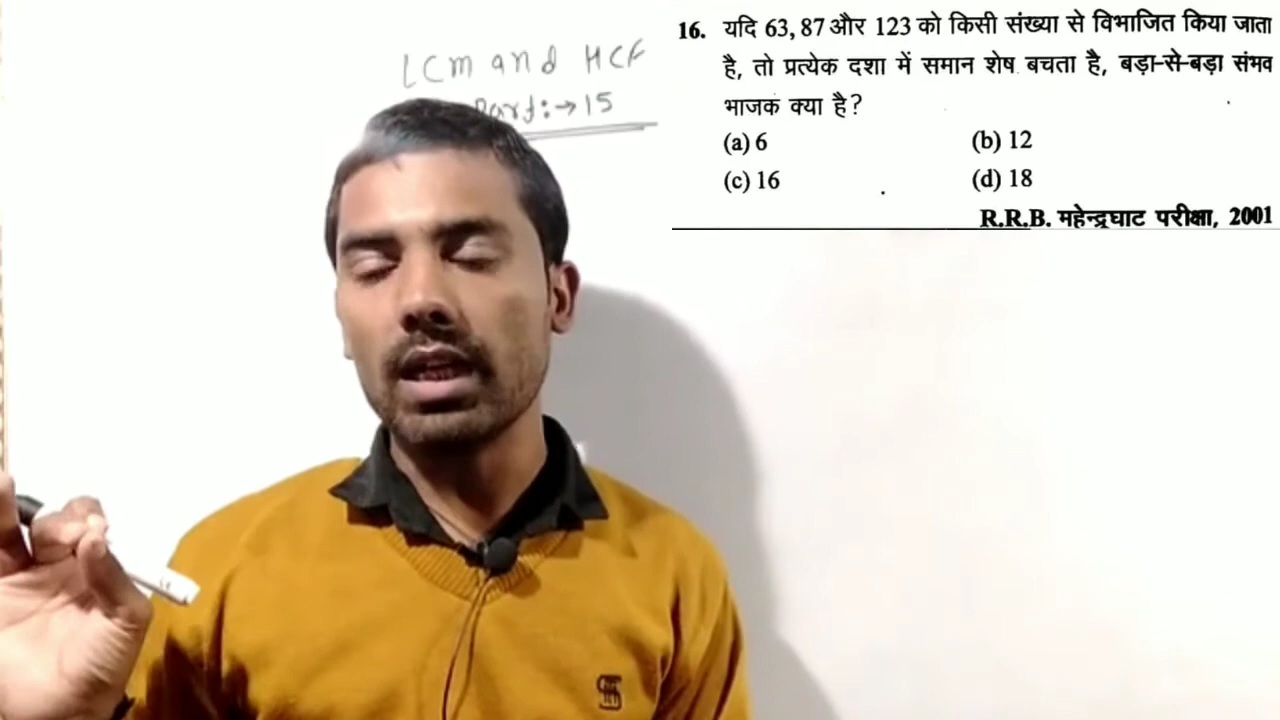 LCM and HCF
Part:→15
16. यदि 63, 87 और 123 को किसी संख्या से विभाजित किया जाता
है, तो प्रत्येक दशा में समान शेष बचता है, बड़ा-से-बड़ा संभव
भाजक क्या है?
(a) 6 (b) 12
(c) 16 (d) 18
R.R.B. महेन्द्रूघाट परीक्षा, 2001